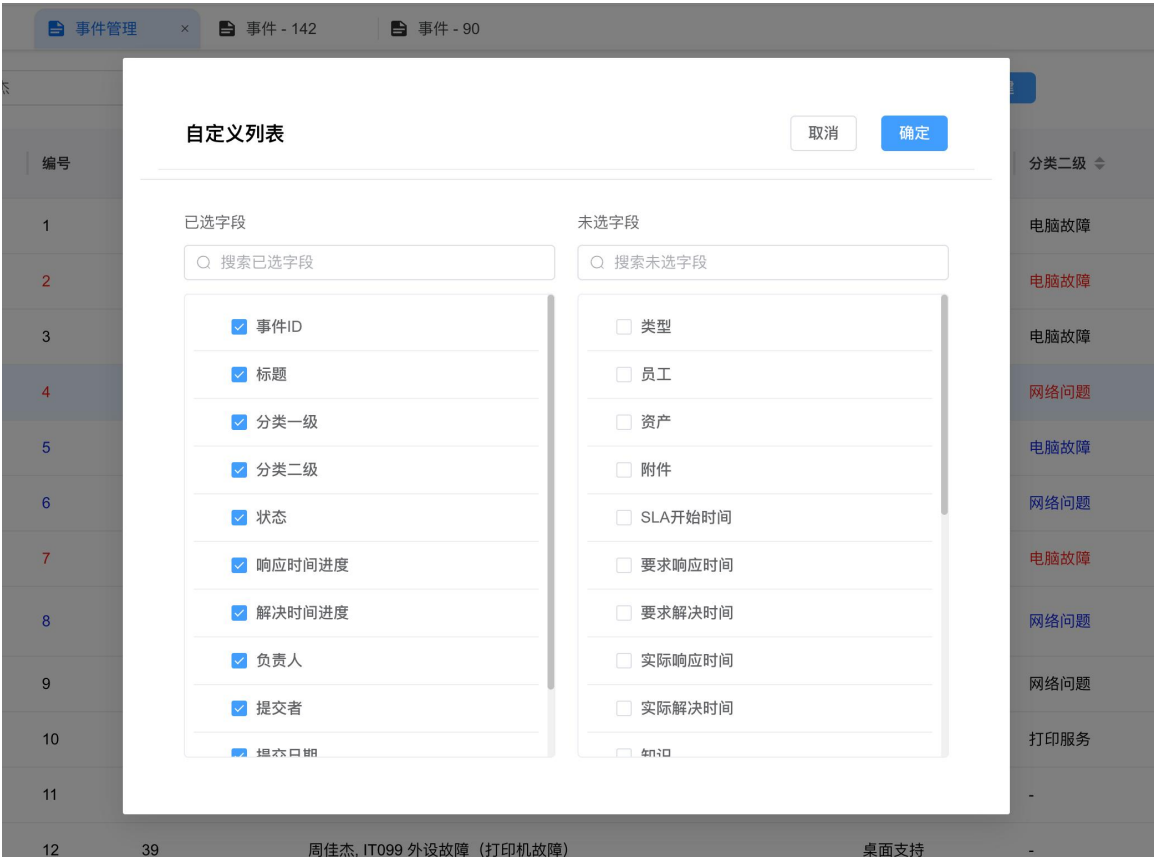 事件管理 × 事件 - 142 事件 - 90
杰
自定义列表 取消 确定
编号 分类二级
已选字段 未选字段
搜索已选字段 搜索未选字段
1 电脑故障
2 电脑故障
3 电脑故障
4 网络问题
5 电脑故障
6 网络问题
7 电脑故障
8 网络问题
9 网络问题
10 打印服务
11 -
事件ID 类型
标题 员工
分类一级 资产
分类二级 附件
状态 SLA开始时间
响应时间进度 要求响应时间
解决时间进度 要求解决时间
负责人 实际响应时间
提交者 实际解决时间
提交日期 知识
12 39 周佳杰, IT099 外设故障（打印机故障） 桌面支持 -